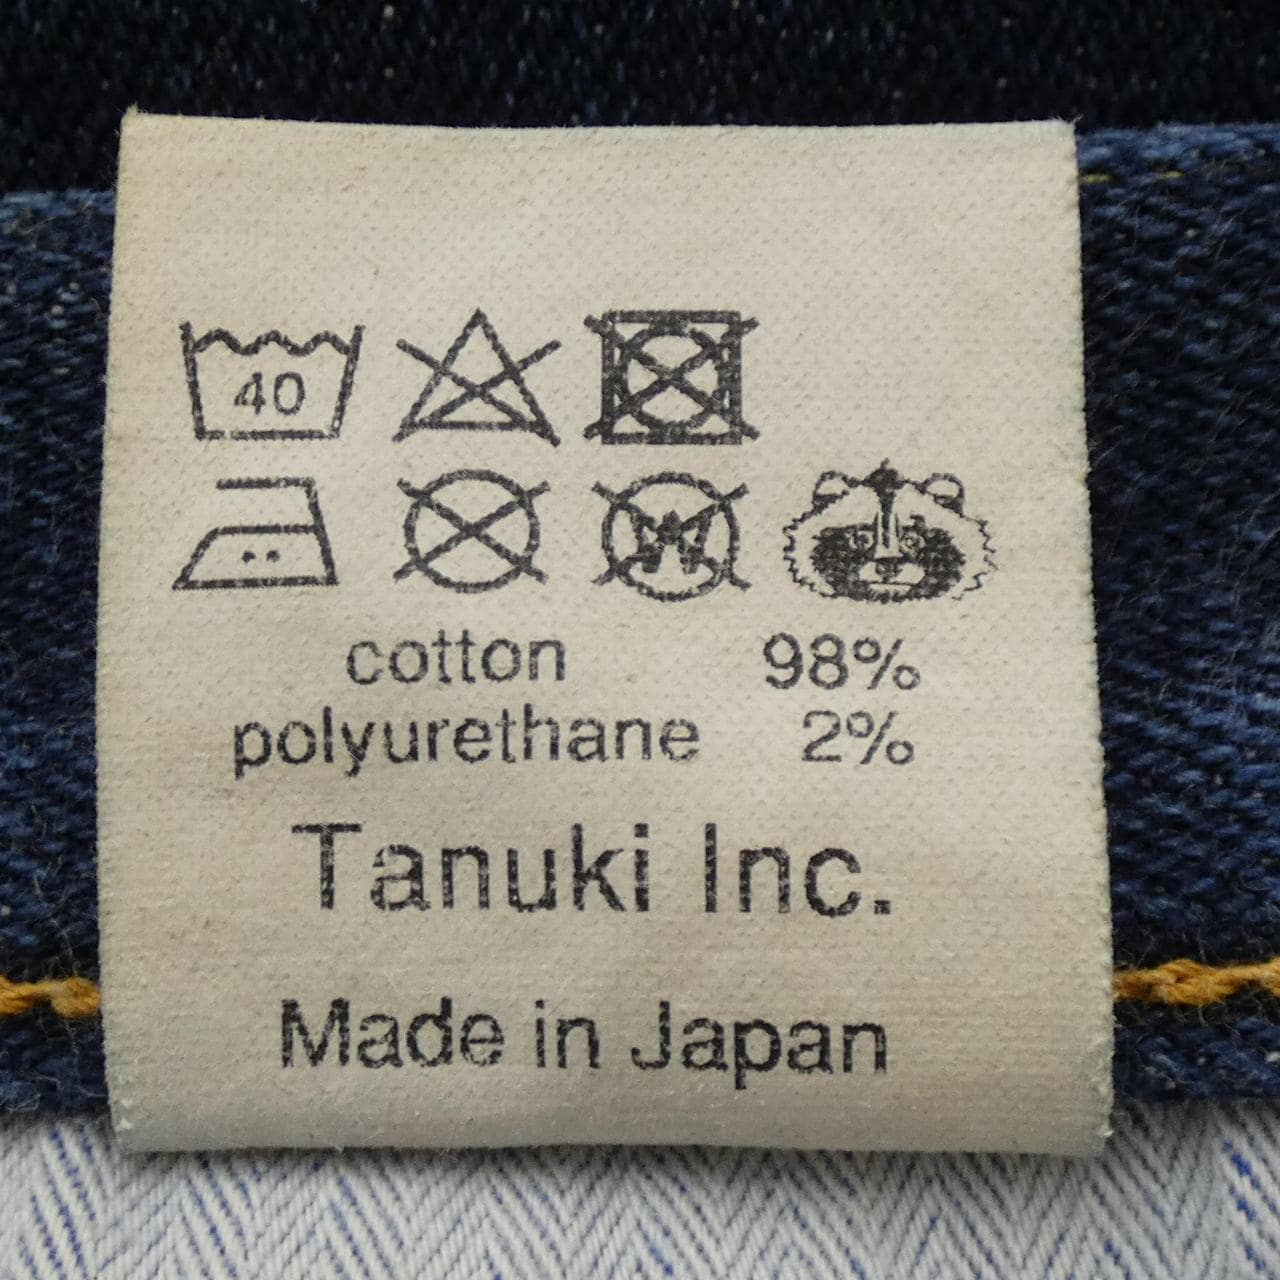 40
W
cotton 98%
polyurethane 2%
Tanuki Inc.
Made in Japan